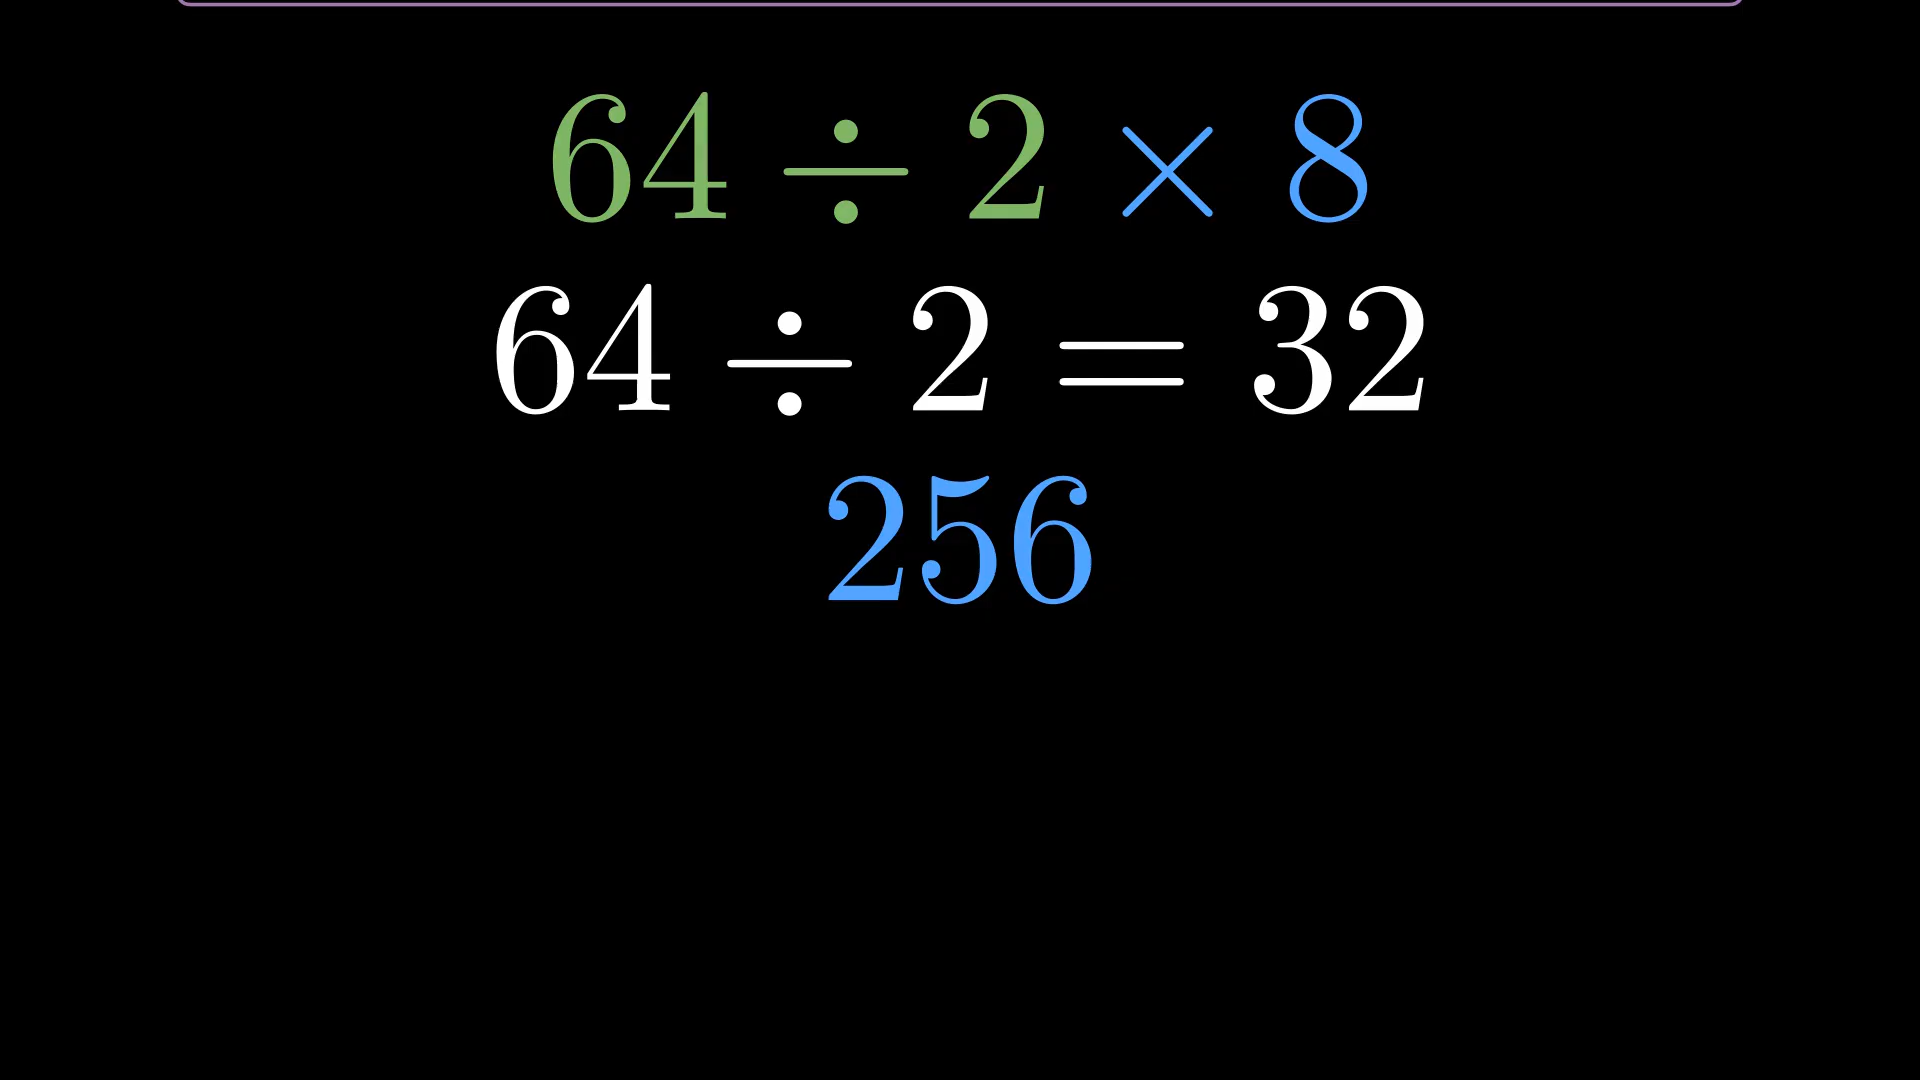 64 ÷ 2 × 8
64 ÷ 2 = 32
256